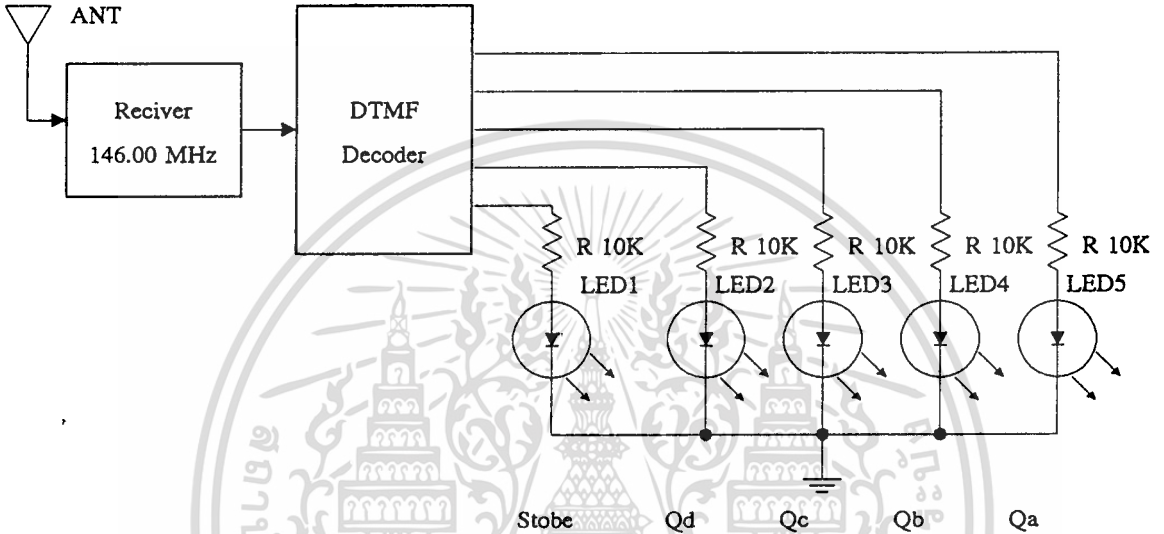 ANT
Reciver
146.00 MHz
DTMF
Decoder
R 10K
R 10K
R 10K
R 10K
R 10K
LED1
LED2
LED3
LED4
LED5
Stobe
Qd
Qc
Qb
Qa